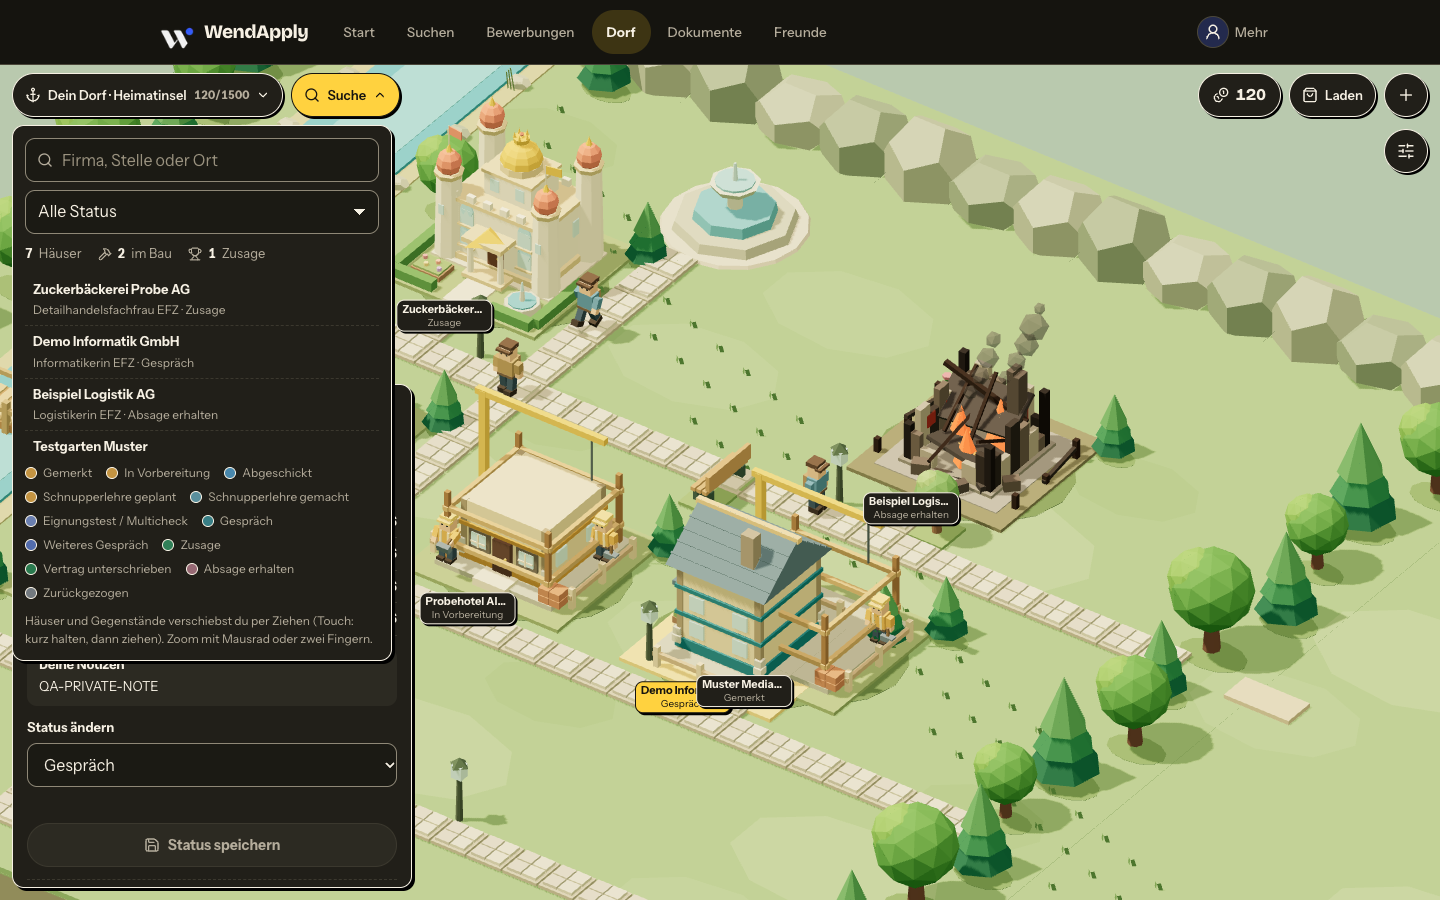 WendApply
Start
Suchen
Bewerbungen
Dorf
Dokumente
Freunde
Mehr
Dein Dorf · Heimatinsel 120/1500
Suche
120
Laden
Firma, Stelle oder Ort
Alle Status
7 Häuser 2 im Bau 1 Zusage
Zuckerbäckerei Probe AG
Detailhandelsfachfrau EFZ · Zusage
Demo Informatik GmbH
Informatikerin EFZ · Gespräch
Beispiel Logistik AG
Logistikerin EFZ · Absage erhalten
Testgarten Muster
Gemerkt In Vorbereitung Abgeschickt
Schnupperlehre geplant Schnupperlehre gemacht
Eignungstest / Multicheck Gespräch
Weiteres Gespräch Zusage
Vertrag unterschrieben Absage erhalten
Zurückgezogen
Häuser und Gegenstände verschiebst du per Ziehen (Touch:
kurz halten, dann ziehen). Zoom mit Mausrad oder zwei Fingern.
Deine Notizen
QA-PRIVATE-NOTE
Status ändern
Gespräch
Status speichern
Zuckerbäcker...
Zusage
Beispiel Logis...
Absage erhalten
Probehotel Al...
In Vorbereitung
Demo Infor
Gespräc
Muster Media...
Gemerkt